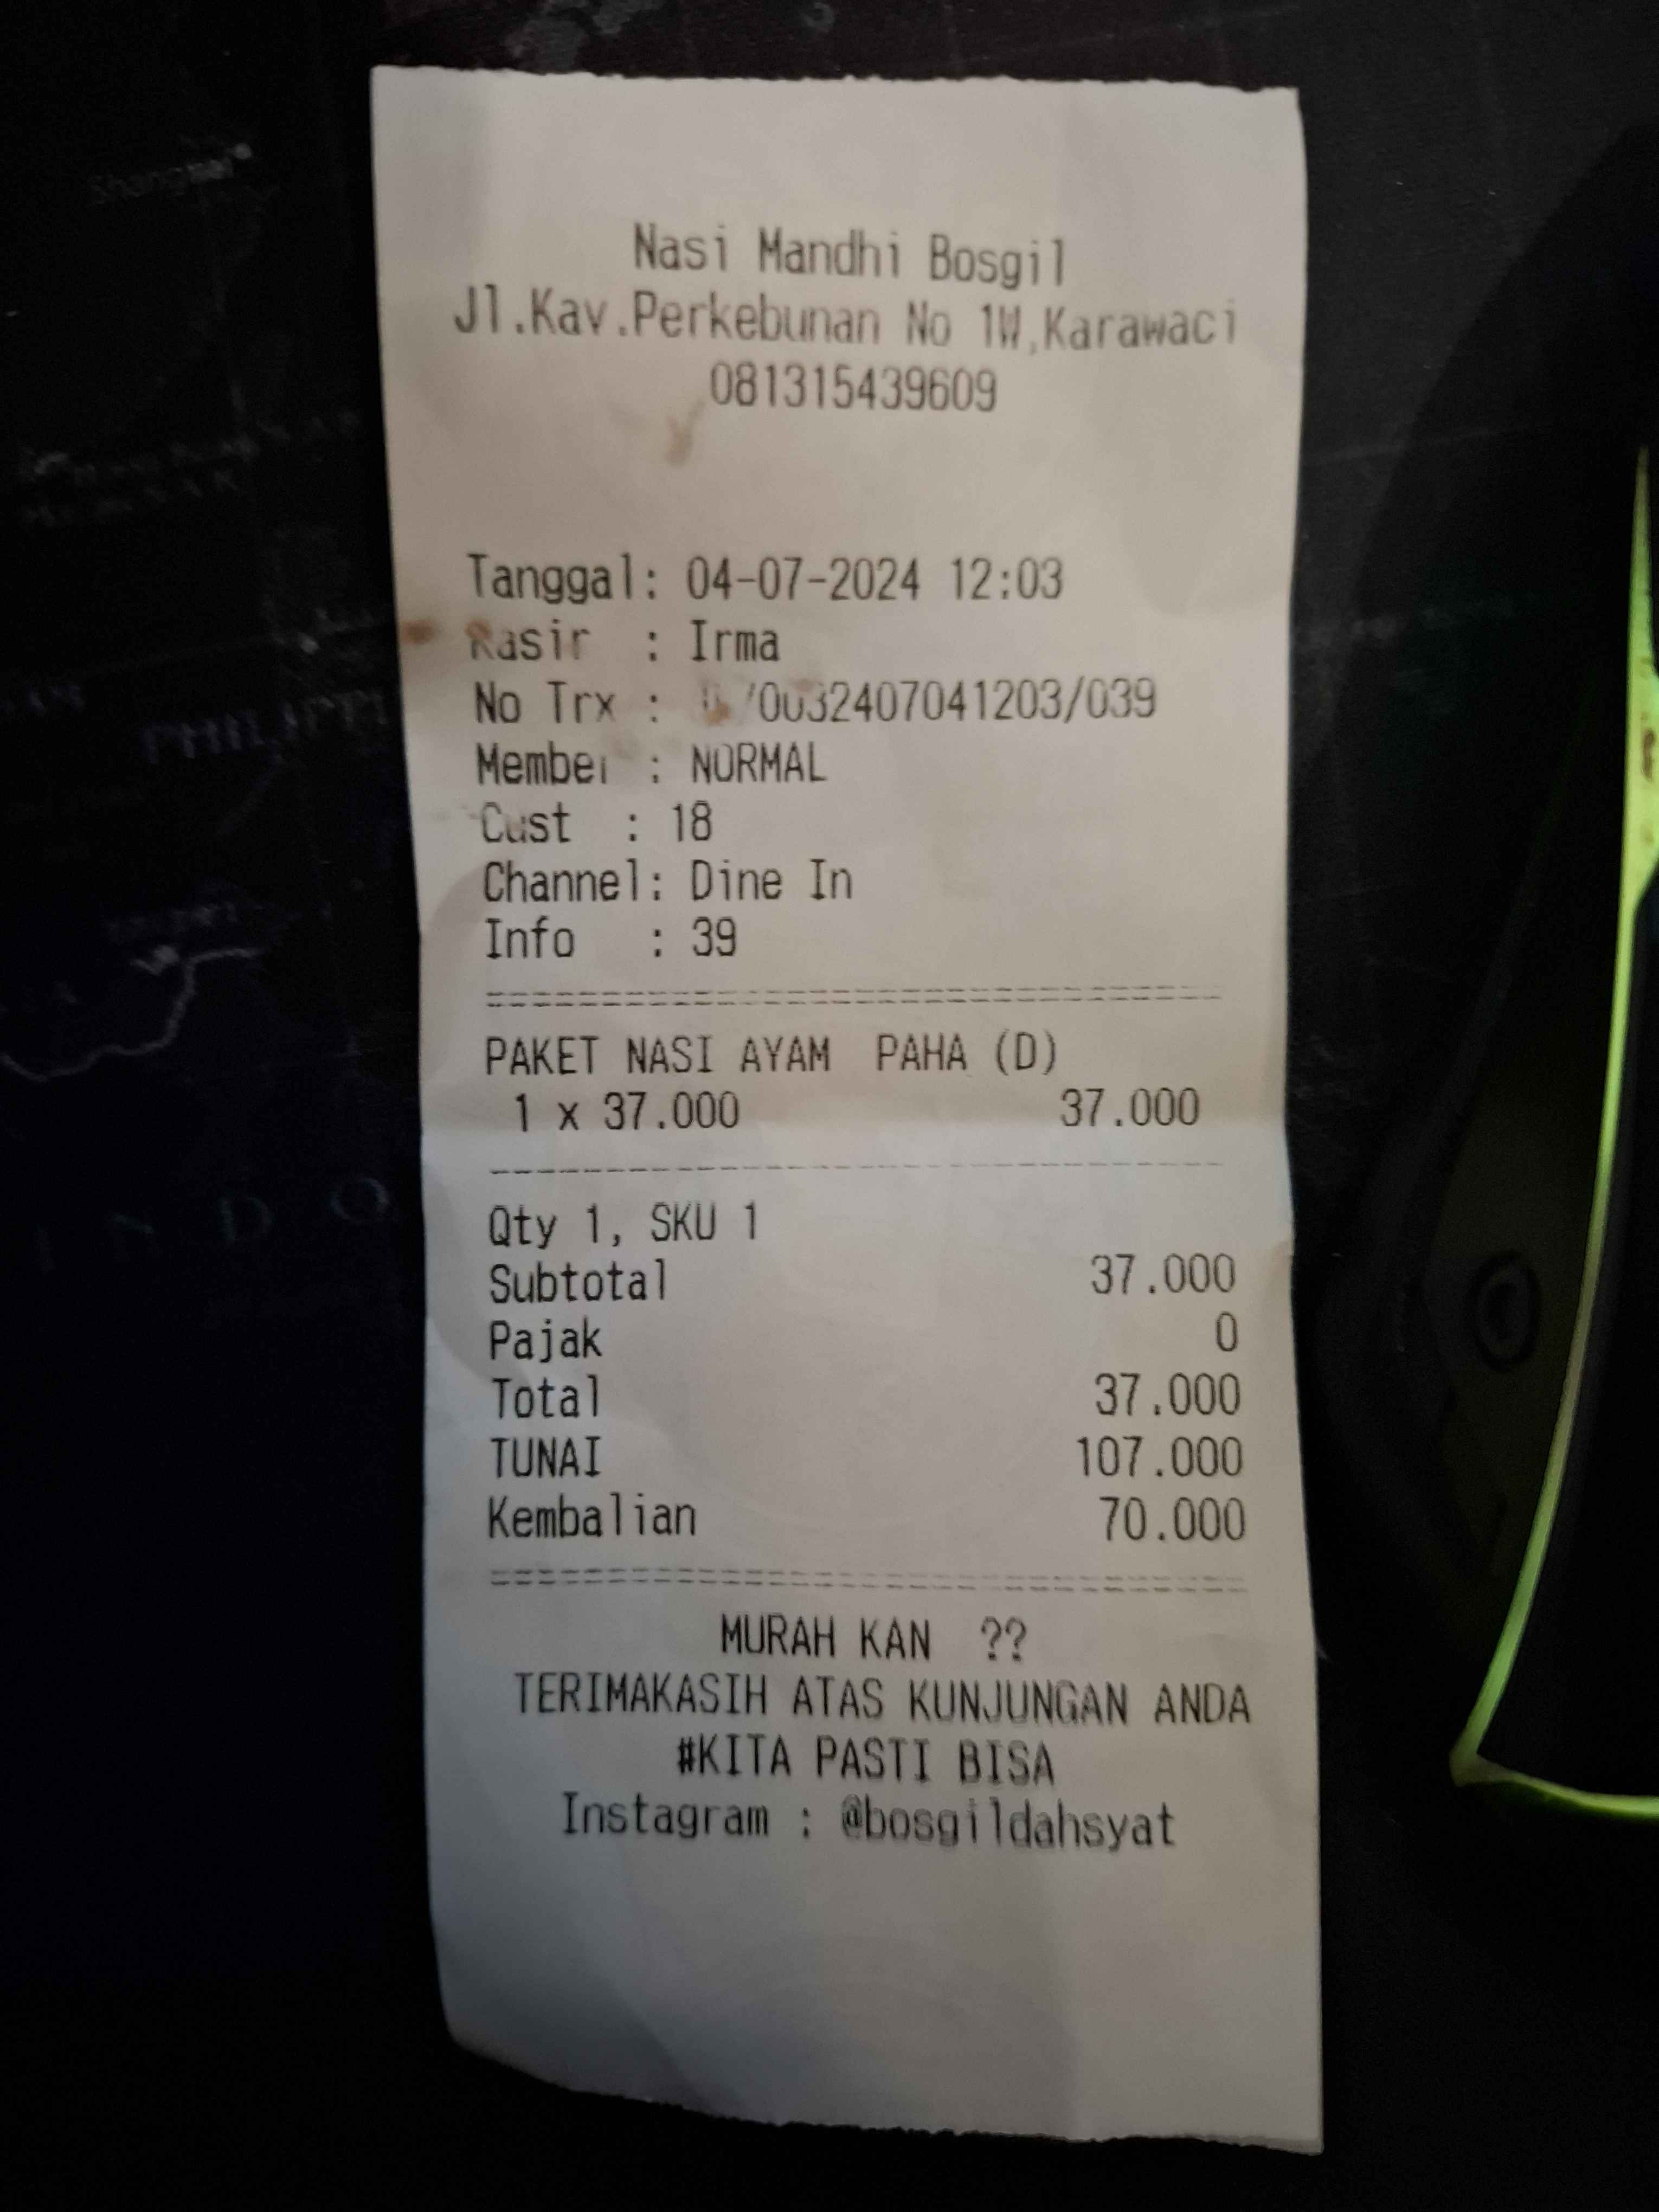 Nasi Mandhi Bosgil
Jl.Kav.Perkebunan No 1W,Karawaci
081315439609
Tanggal: 04-07-2024 12:03
Kasir : Irma
No Trx :
Member : NORMAL
Cust : 18
Channel: Dine In
Info : 39
PAKET NASI AYAM PAHA (D)
1 x 37.000 37.000
Qty 1, SKU 1
Subtotal 37.000
Pajak 0
Total 37.000
TUNAI 107.000
Kembalian 70.000
MURAH KAN ??
TERIMAKASIH ATAS KUNJUNGAN ANDA
#KITA PASTI BISA
Instagram : @bosgildahsyat